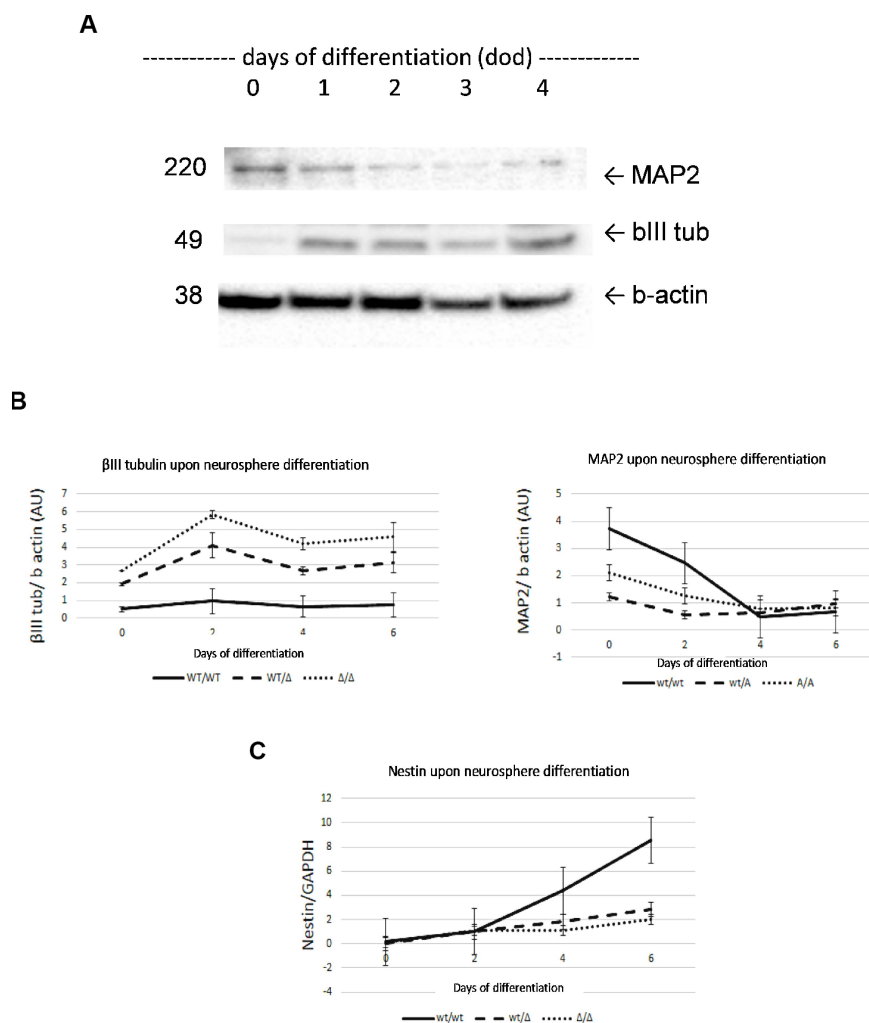 A
----------- days of differentiation (dod) ------------
0 1 2 3 4
220 ← MAP2
49 ← bIII tub
38 ← b-actin
B
βIII tubulin upon neurosphere differentiation
βIII tub/ b actin (AU)
7
6
5
4
3
2
1
0
0 2 4 6
Days of differentiation
WT/WT WT/Δ Δ/Δ
MAP2 upon neurosphere differentiation
MAP2/ b actin (AU)
5
4
3
2
1
0
-1
0 2 4 6
Days of differentiation
wt/wt wt/A A/A
C
Nestin upon neurosphere differentiation
Nestin/GAPDH
12
10
8
6
4
2
0
-2
-4
0 2 4 6
Days of differentiation
wt/wt wt/Δ Δ/Δ